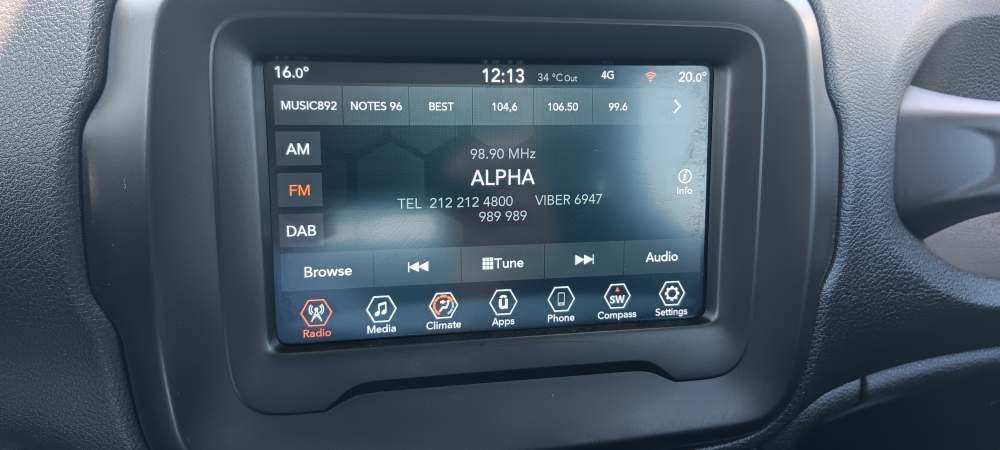 16.0° 12:13 34 °C Out 4G 20.0°
MUSIC892 NOTES 96 BEST 104,6 106.50 99.6
AM
98.90 MHz
ALPHA
FM
Info
TEL 212 212 4800 VIBER 6947
989 989
DAB
Browse Tune Audio
SW
Radio Media Climate Apps Phone Compass Settings